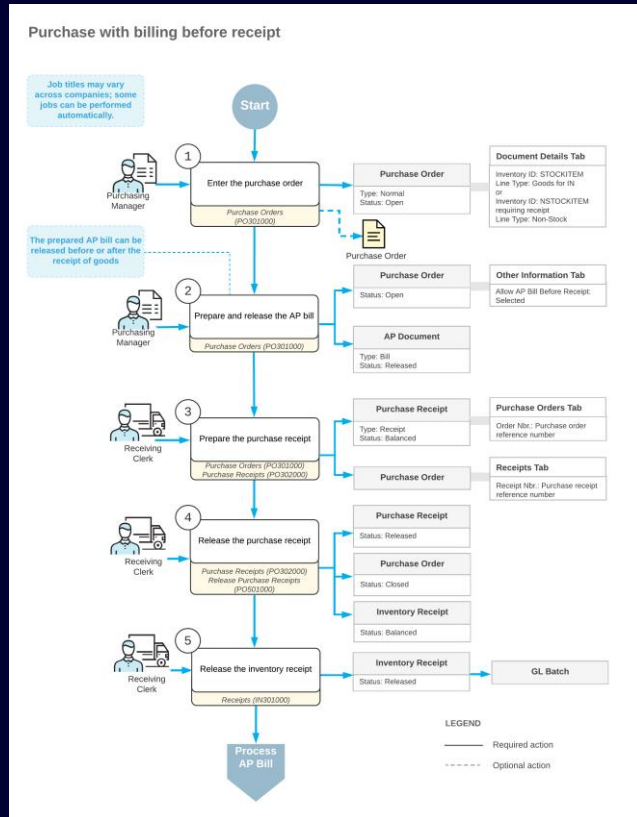 Purchase with billing before receipt
Job titles may vary
across companies; some
jobs can be performed
automatically.
Start
1
Enter the purchase order
Purchase Orders
(PO301000)
Purchasing
Manager
Purchase Order
Type: Normal
Status: Open
Document Details Tab
Inventory ID: STOCKITEM
Line Type: Goods for IN
or
Inventory ID: NSTOCKITEM
requiring receipt
Line Type: Non-Stock
Purchase Order
The prepared AP bill can be
released before or after the
receipt of goods
2
Prepare and release the AP bill
Purchase Orders (PO301000)
Purchasing
Manager
Purchase Order
Status: Open
Other Information Tab
Allow AP Bill Before Receipt:
Selected
AP Document
Type: Bill
Status: Released
3
Prepare the purchase receipt
Purchase Orders (PO301000)
Purchase Receipts (PO302000)
Receiving
Clerk
Purchase Receipt
Type: Receipt
Status: Balanced
Purchase Orders Tab
Order Nbr.: Purchase order
reference number
Purchase Order
Receipts Tab
Receipt Nbr.: Purchase receipt
reference number
4
Release the purchase receipt
Purchase Receipts (PO302000)
Release Purchase Receipts
(PO501000)
Receiving
Clerk
Purchase Receipt
Status: Released
Purchase Order
Status: Closed
Inventory Receipt
Status: Balanced
5
Release the inventory receipt
Receipts (IN301000)
Receiving
Clerk
Inventory Receipt
Status: Released
GL Batch
Process
AP Bill
LEGEND
Required action
Optional action